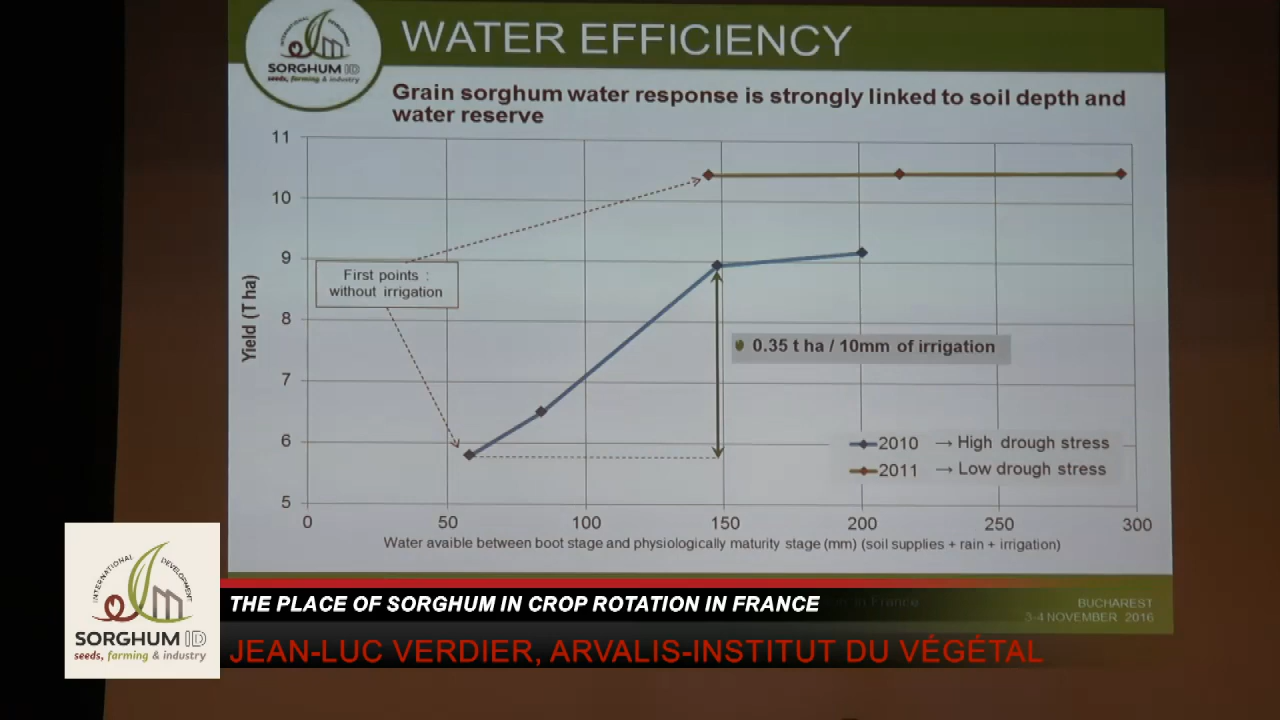 WATER EFFICIENCY
INTERNATIONAL
SORGHUM ID
seeds, farming & industry
Grain sorghum water response is strongly linked to soil depth and
water reserve
11
10
9
8
7
6
5
Yield (T ha)
First points :
without irrigation
0.35 t ha / 10mm of irrigation
2010 → High drough stress
2011 → Low drough stress
0 50 100 150 200 250 300
Water avaible between boot stage and physiologically maturity stage (mm) (soil supplies + rain + irrigation)
in France
BUCHAREST
3-4 NOVEMBER 2016
INTERNATIONAL DEVELOPMENT
SORGHUM ID
seeds, farming & industry
THE PLACE OF SORGHUM IN CROP ROTATION IN FRANCE
JEAN-LUC VERDIER, ARVALIS-INSTITUT DU VÉGÉTAL